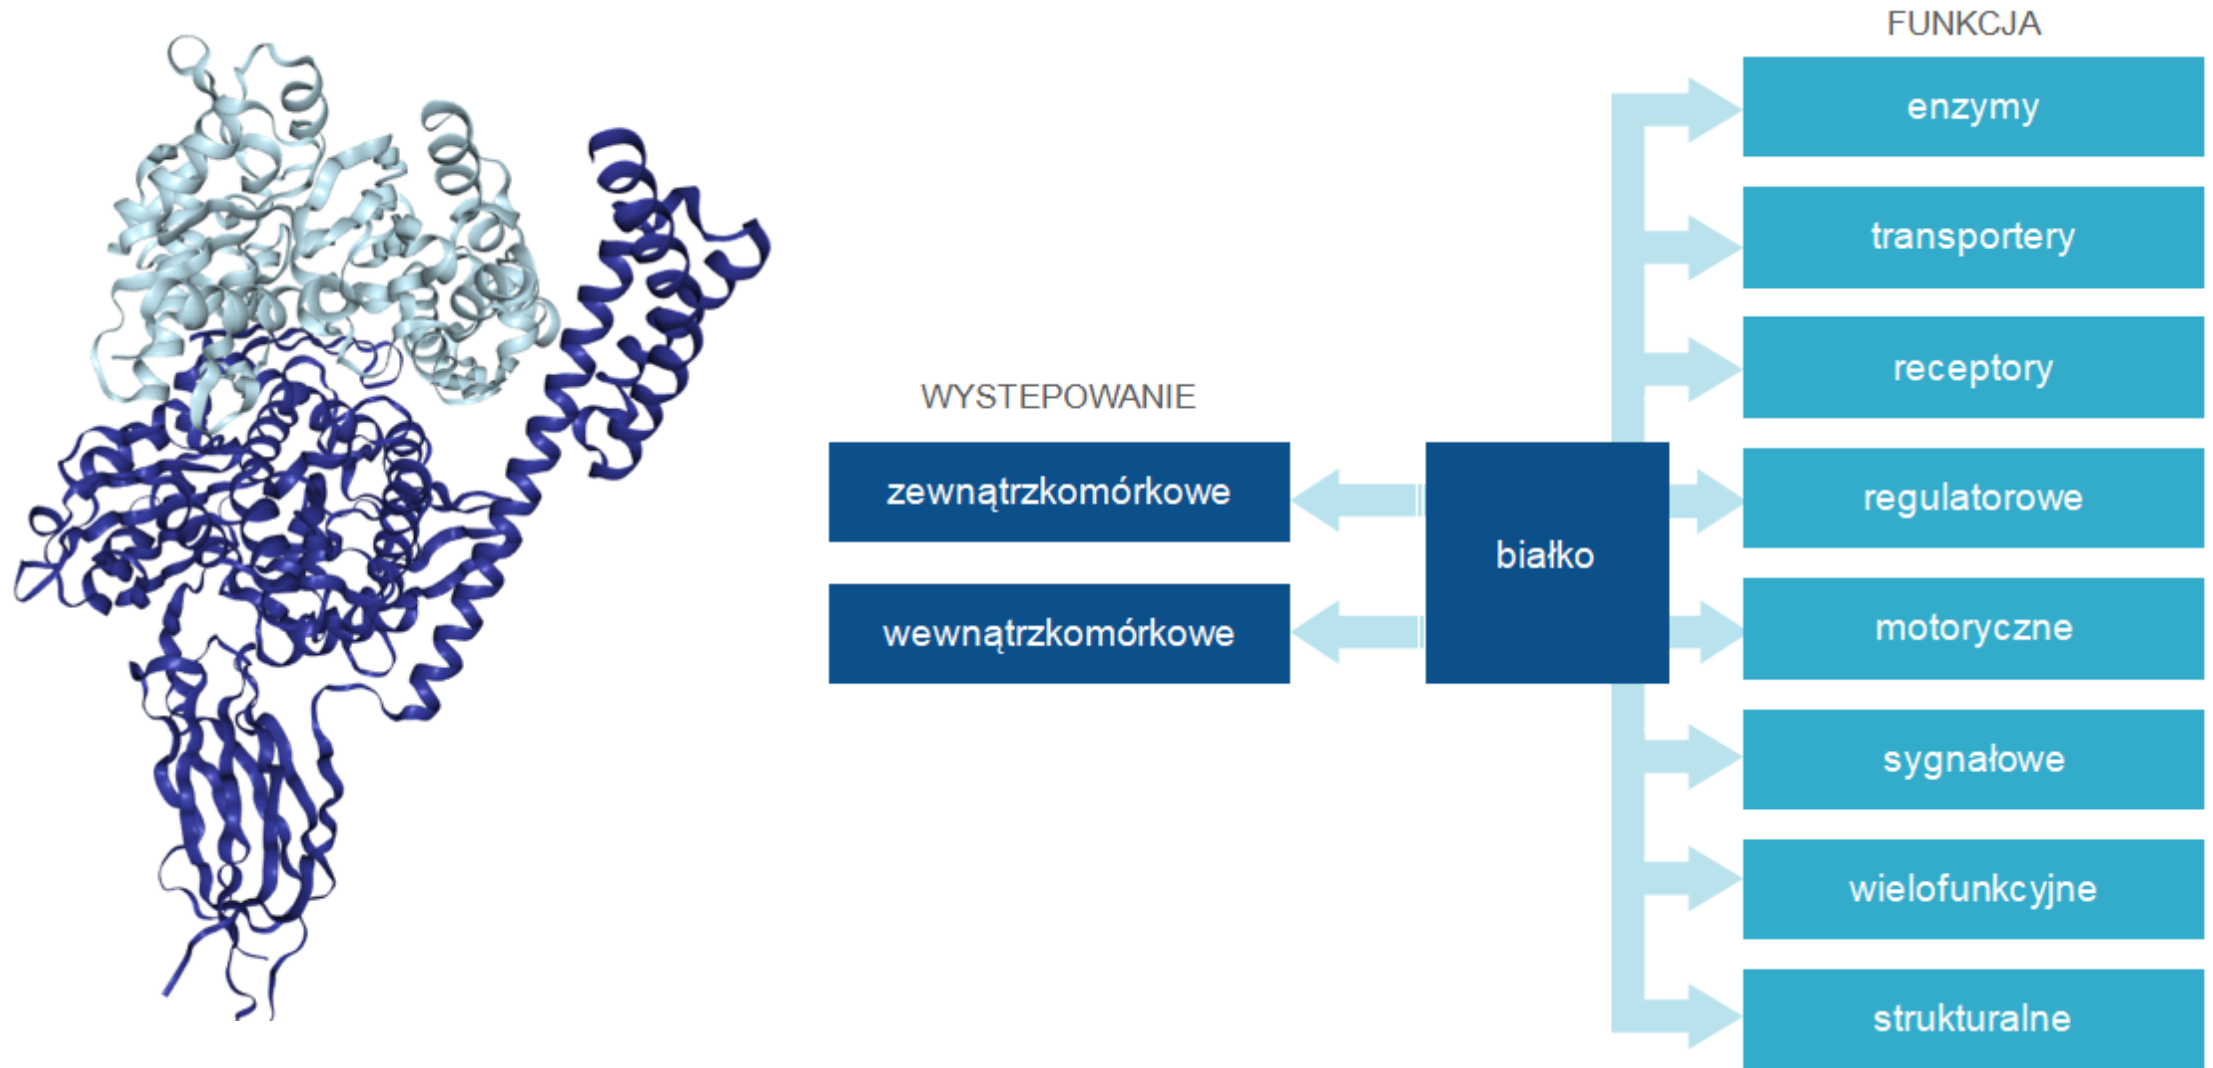 FUNKCJA
enzymy
transportery
receptory
WYSTEPOWANIE
zewnątrzkomórkowe
białko
regulatorowe
wewnątrzkomórkowe
motoryczne
sygnałowe
wielofunkcyjne
strukturalne